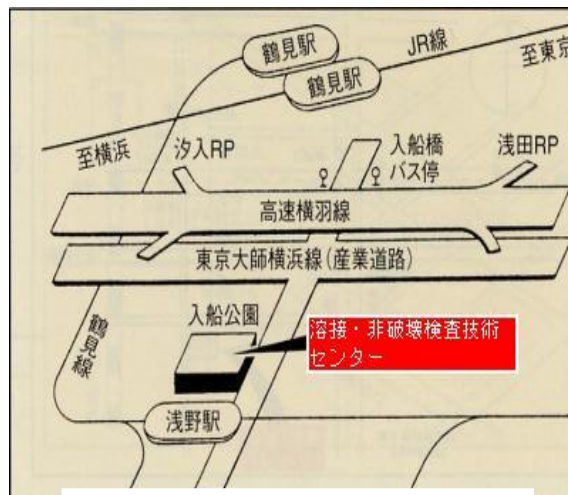 鶴見駅
JR線
至東京
鶴見駅
至横浜
汐入RP
入船橋
バス停
浅田RP
高速横羽線
東京大師横浜線(産業道路)
鶴見線
入船公園
溶接・非破壊検査技術
センター
浅野駅